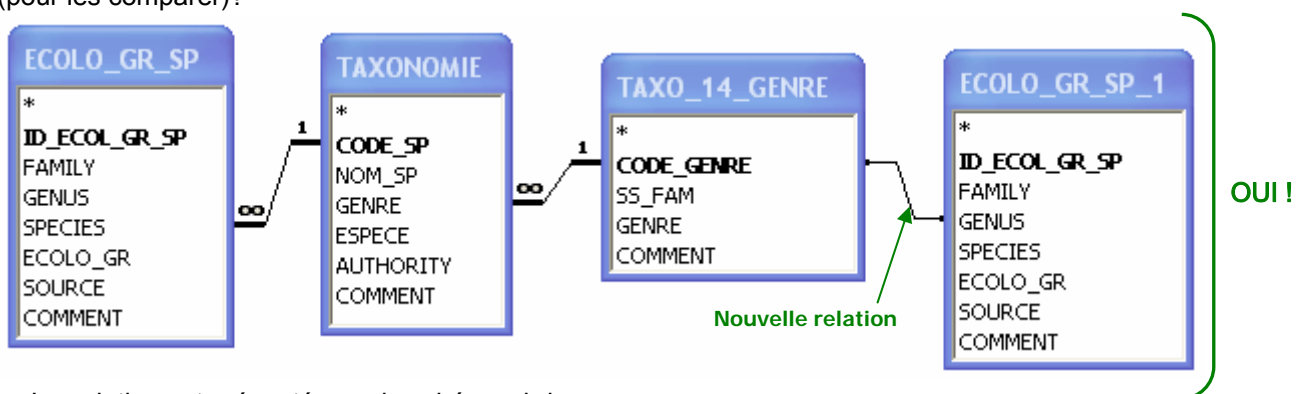 (pour les comparer)?
ECOLO_GR_SP
*
ID_ECOL_GR_SP
FAMILY
GENUS
SPECIES
ECOLO_GR
SOURCE
COMMENT
∞
1
TAXONOMIE
*
CODE_SP
NOM_SP
GENRE
ESPECE
AUTHORITY
COMMENT
∞
1
TAXO_14_GENRE
*
CODE_GENRE
SS_FAM
GENRE
COMMENT
Nouvelle relation
ECOLO_GR_SP_1
*
ID_ECOL_GR_SP
FAMILY
GENUS
SPECIES
ECOLO_GR
SOURCE
COMMENT
OUI !